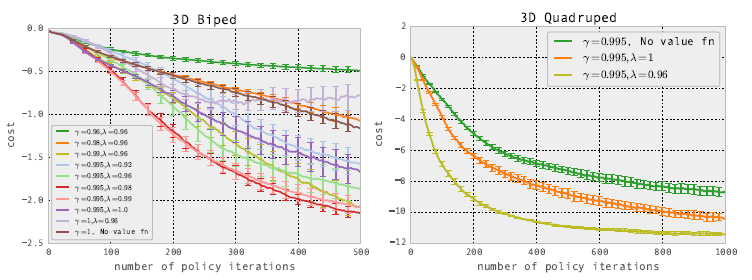 3D Biped
0.0
−0.5
−1.0
−1.5
−2.0
−2.5
cost
γ=0.96,λ=0.96
γ=0.98,λ=0.96
γ=0.99,λ=0.96
γ=0.995,λ=0.92
γ=0.995,λ=0.96
γ=0.995,λ=0.98
γ=0.995,λ=0.99
γ=0.995,λ=1.0
γ=1,λ=0.96
γ=1, No value fn
0 100 200 300 400 500
number of policy iterations
3D Quadruped
2
0
−2
−4
−6
−8
−10
−12
cost
γ=0.995, No value fn
γ=0.995,λ=1
γ=0.995,λ=0.96
0 200 400 600 800 1000
number of policy iterations